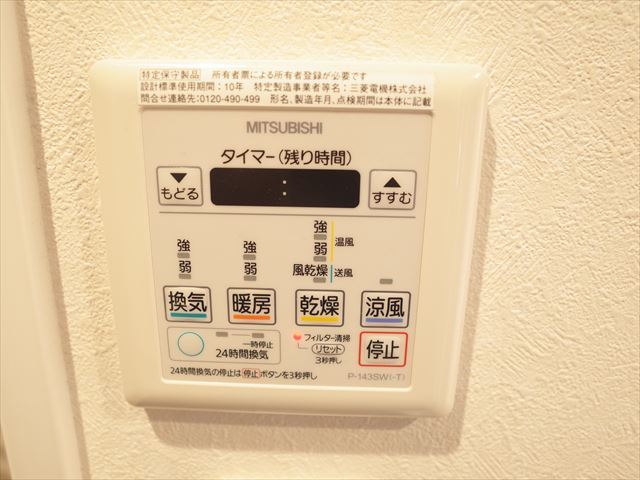 特定保守製品 所有者票による所有者登録が必要です
設計標準使用期間：10年 特定製造事業者等名：三菱電機株式会社
問合せ連絡先：0120-490-499 形名、製造年月、点検期間は本体に記載
MITSUBISHI
タイマー(残り時間)
▼ : ▲
もどる すすむ
強 強 強 温風
弱 弱 弱
風乾燥 送風
換気 暖房 乾燥 涼風
一時停止 フィルター清掃
24時間換気 リセット 停止
3秒押し
24時間換気の停止は停止ボタンを3秒押し P-143SW(-T)